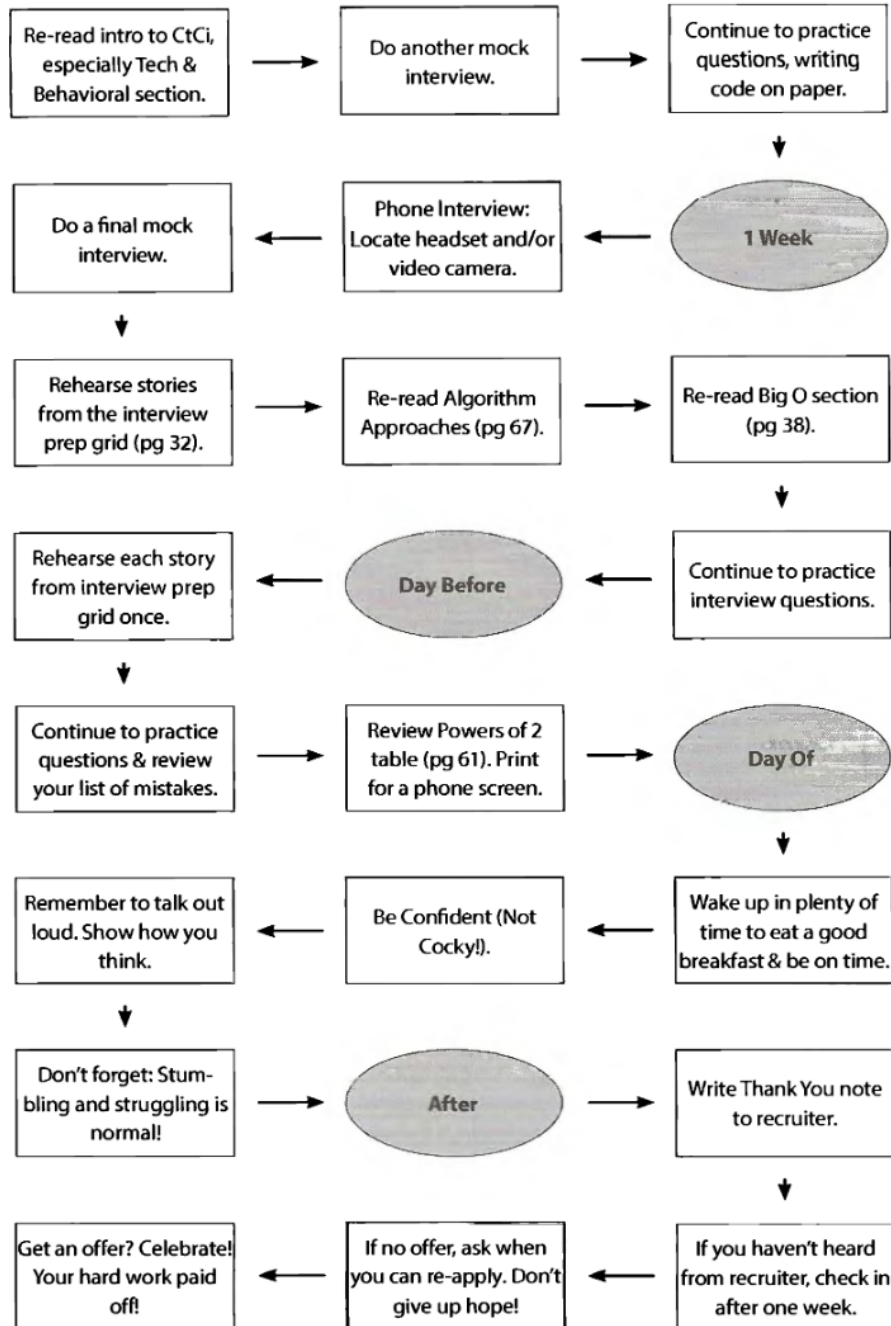 Re-read intro to CtCi,
especially Tech &
Behavioral section.
Do another mock
interview.
Continue to practice
questions, writing
code on paper.
1 Week
Phone Interview:
Locate headset and/or
video camera.
Do a final mock
interview.
Rehearse stories
from the interview
prep grid (pg 32).
Re-read Algorithm
Approaches (pg 67).
Re-read Big O section
(pg 38).
Continue to practice
interview questions.
Day Before
Rehearse each story
from interview prep
grid once.
Continue to practice
questions & review
your list of mistakes.
Review Powers of 2
table (pg 61). Print
for a phone screen.
Day Of
Wake up in plenty of
time to eat a good
breakfast & be on time.
Be Confident (Not
Cocky!).
Remember to talk out
loud. Show how you
think.
Don't forget: Stum-
bling and struggling is
normal!
After
Write Thank You note
to recruiter.
If you haven't heard
from recruiter, check in
after one week.
If no offer, ask when
you can re-apply. Don't
give up hope!
Get an offer? Celebrate!
Your hard work paid
off!